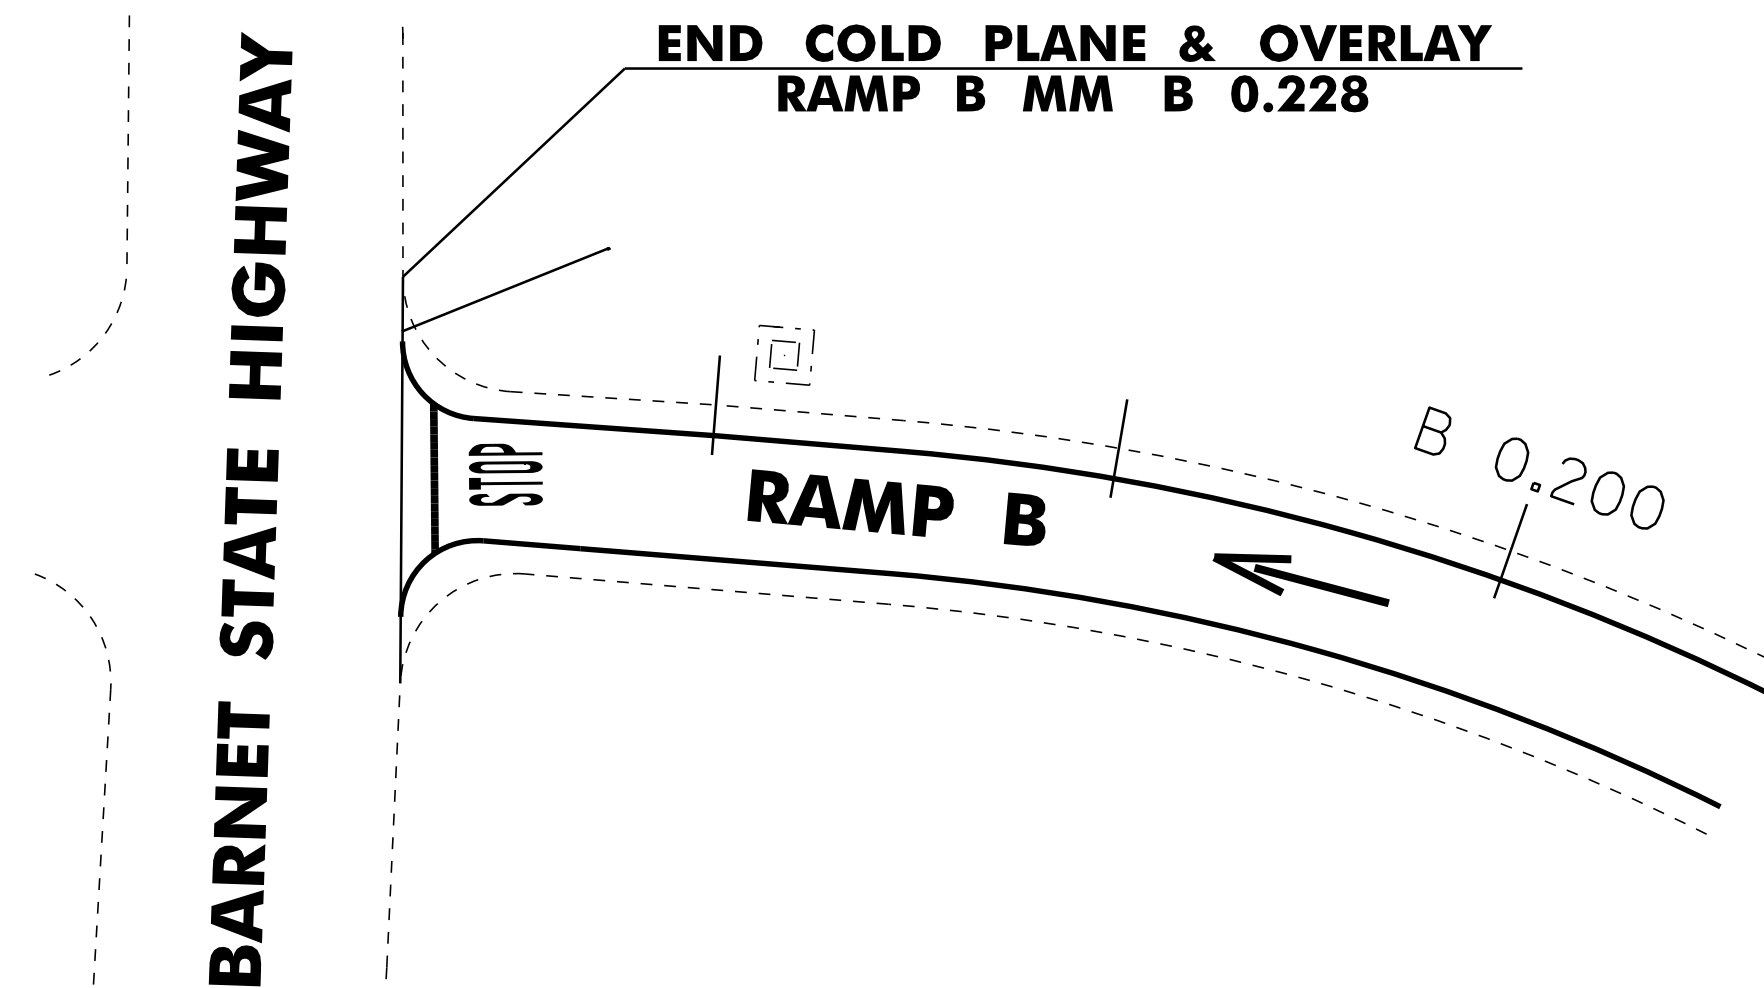 END COLD PLANE & OVERLAY
RAMP B MM B 0.228
BARNET STATE HIGHWAY
STOP
RAMP B
B 0.200